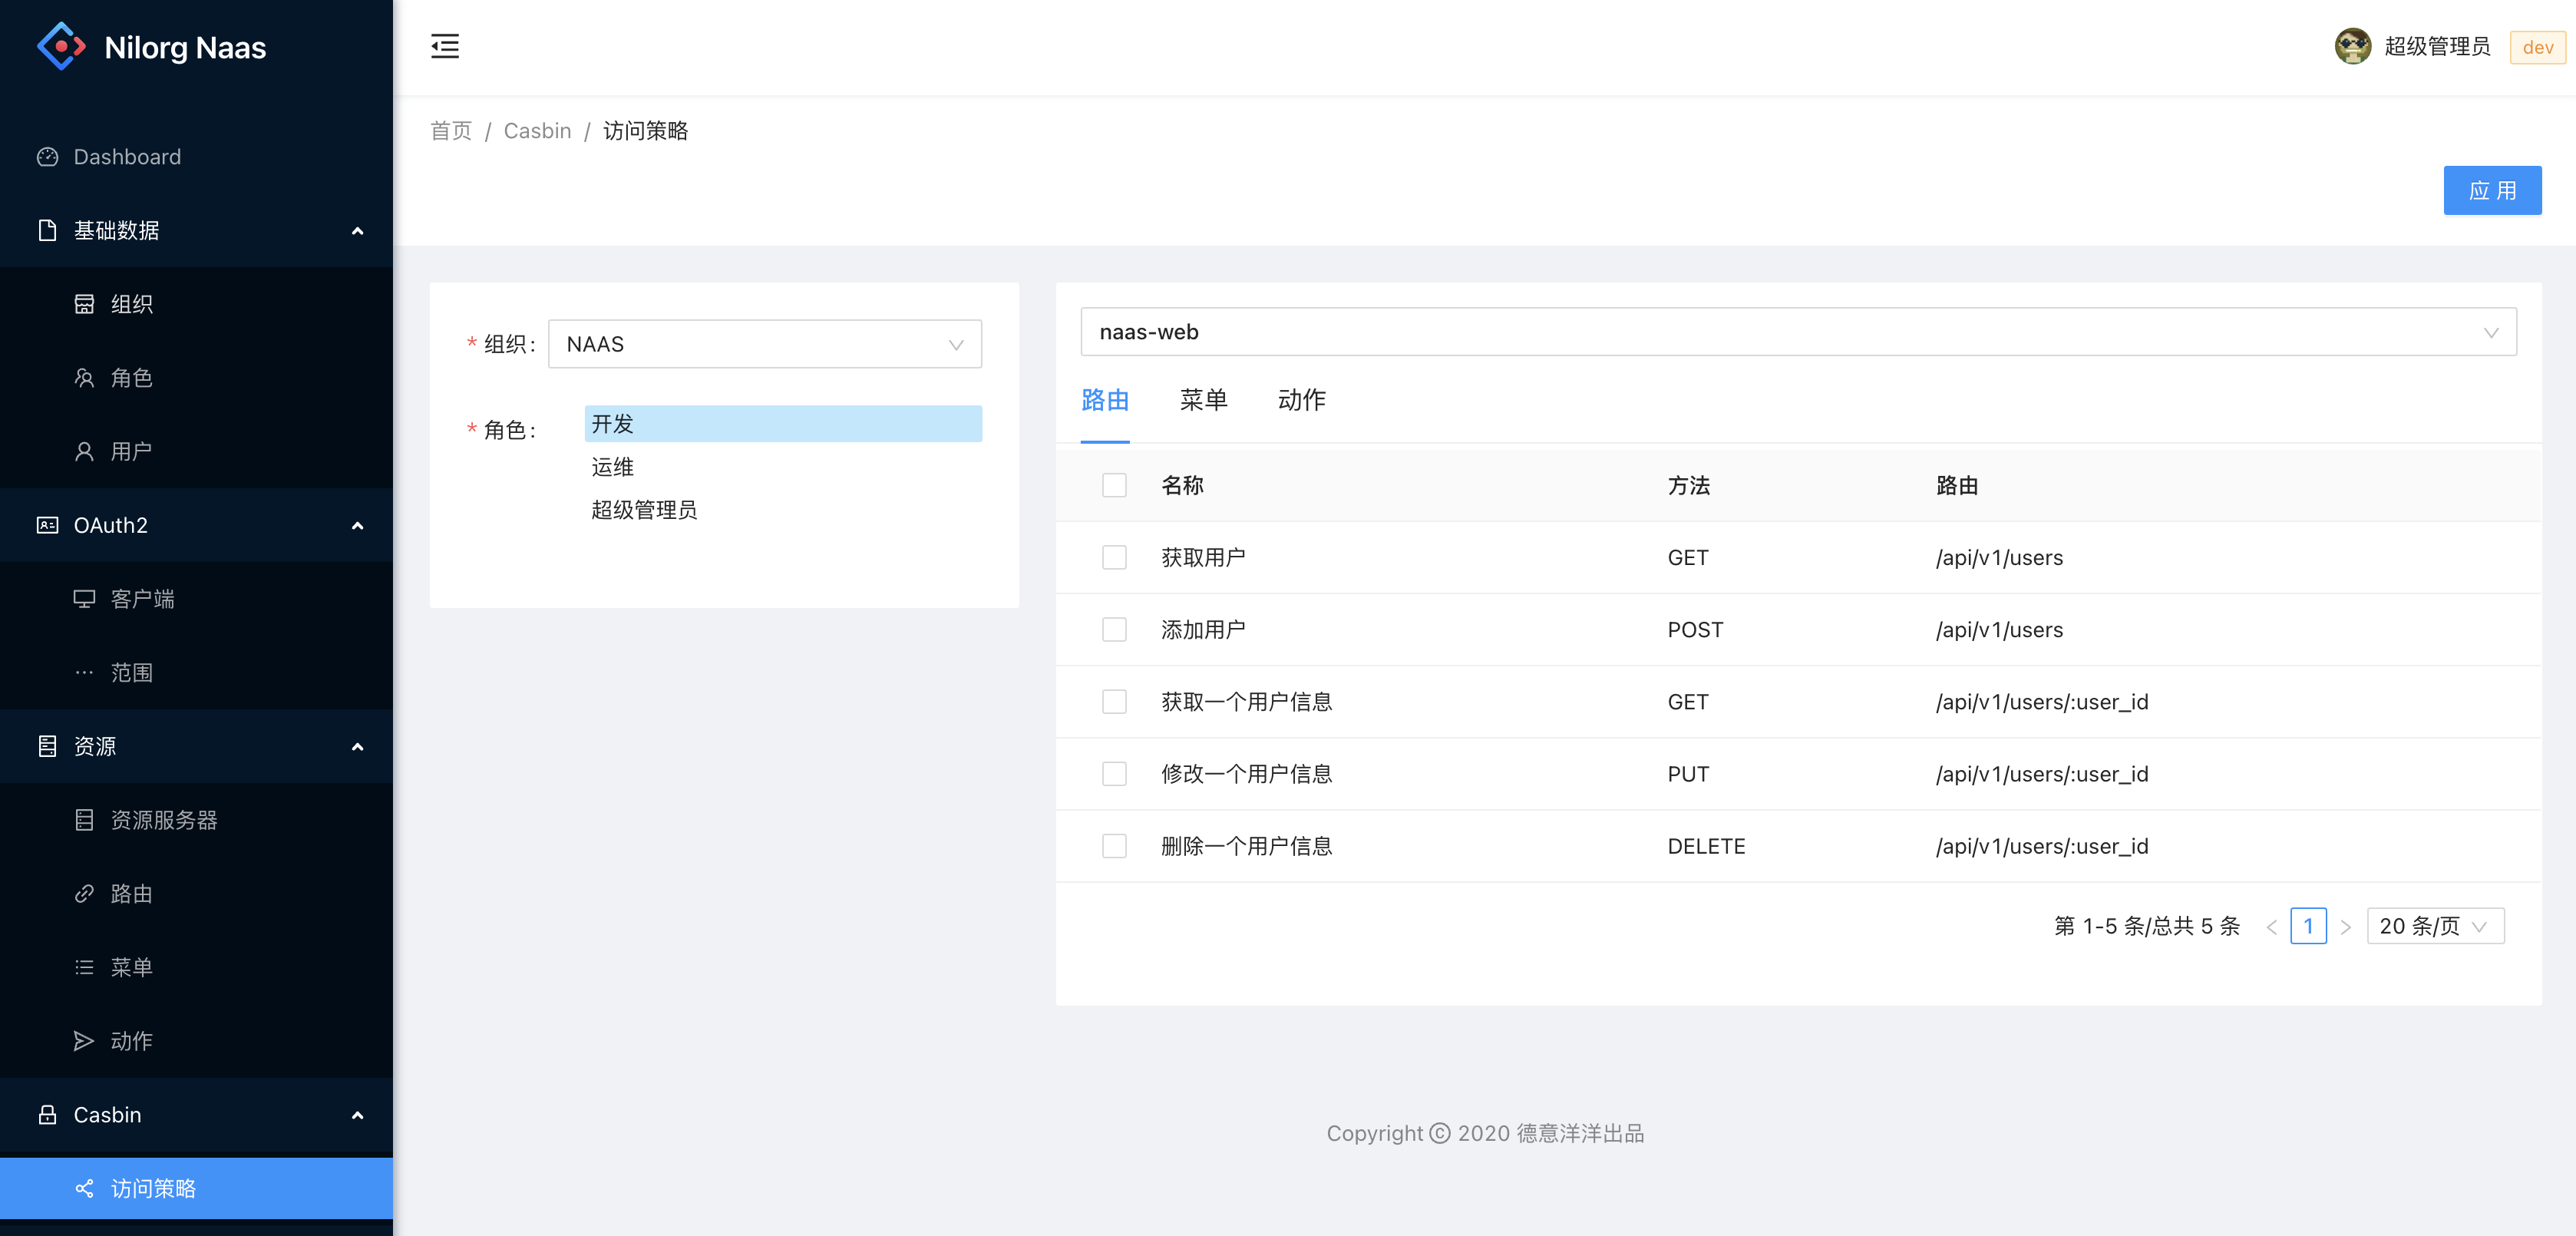 Nilorg Naas
Dashboard
基础数据
组织
角色
用户
OAuth2
客户端
范围
资源
资源服务器
路由
菜单
动作
Casbin
访问策略
超级管理员 dev
首页 / Casbin / 访问策略
应 用
* 组织: NAAS
* 角色: 开发
运维
超级管理员
naas-web
路由 菜单 动作
名称 方法 路由
获取用户 GET /api/v1/users
添加用户 POST /api/v1/users
获取一个用户信息 GET /api/v1/users/:user_id
修改一个用户信息 PUT /api/v1/users/:user_id
删除一个用户信息 DELETE /api/v1/users/:user_id
第 1-5 条/总共 5 条 < 1 > 20 条/页
Copyright © 2020 德意洋洋出品